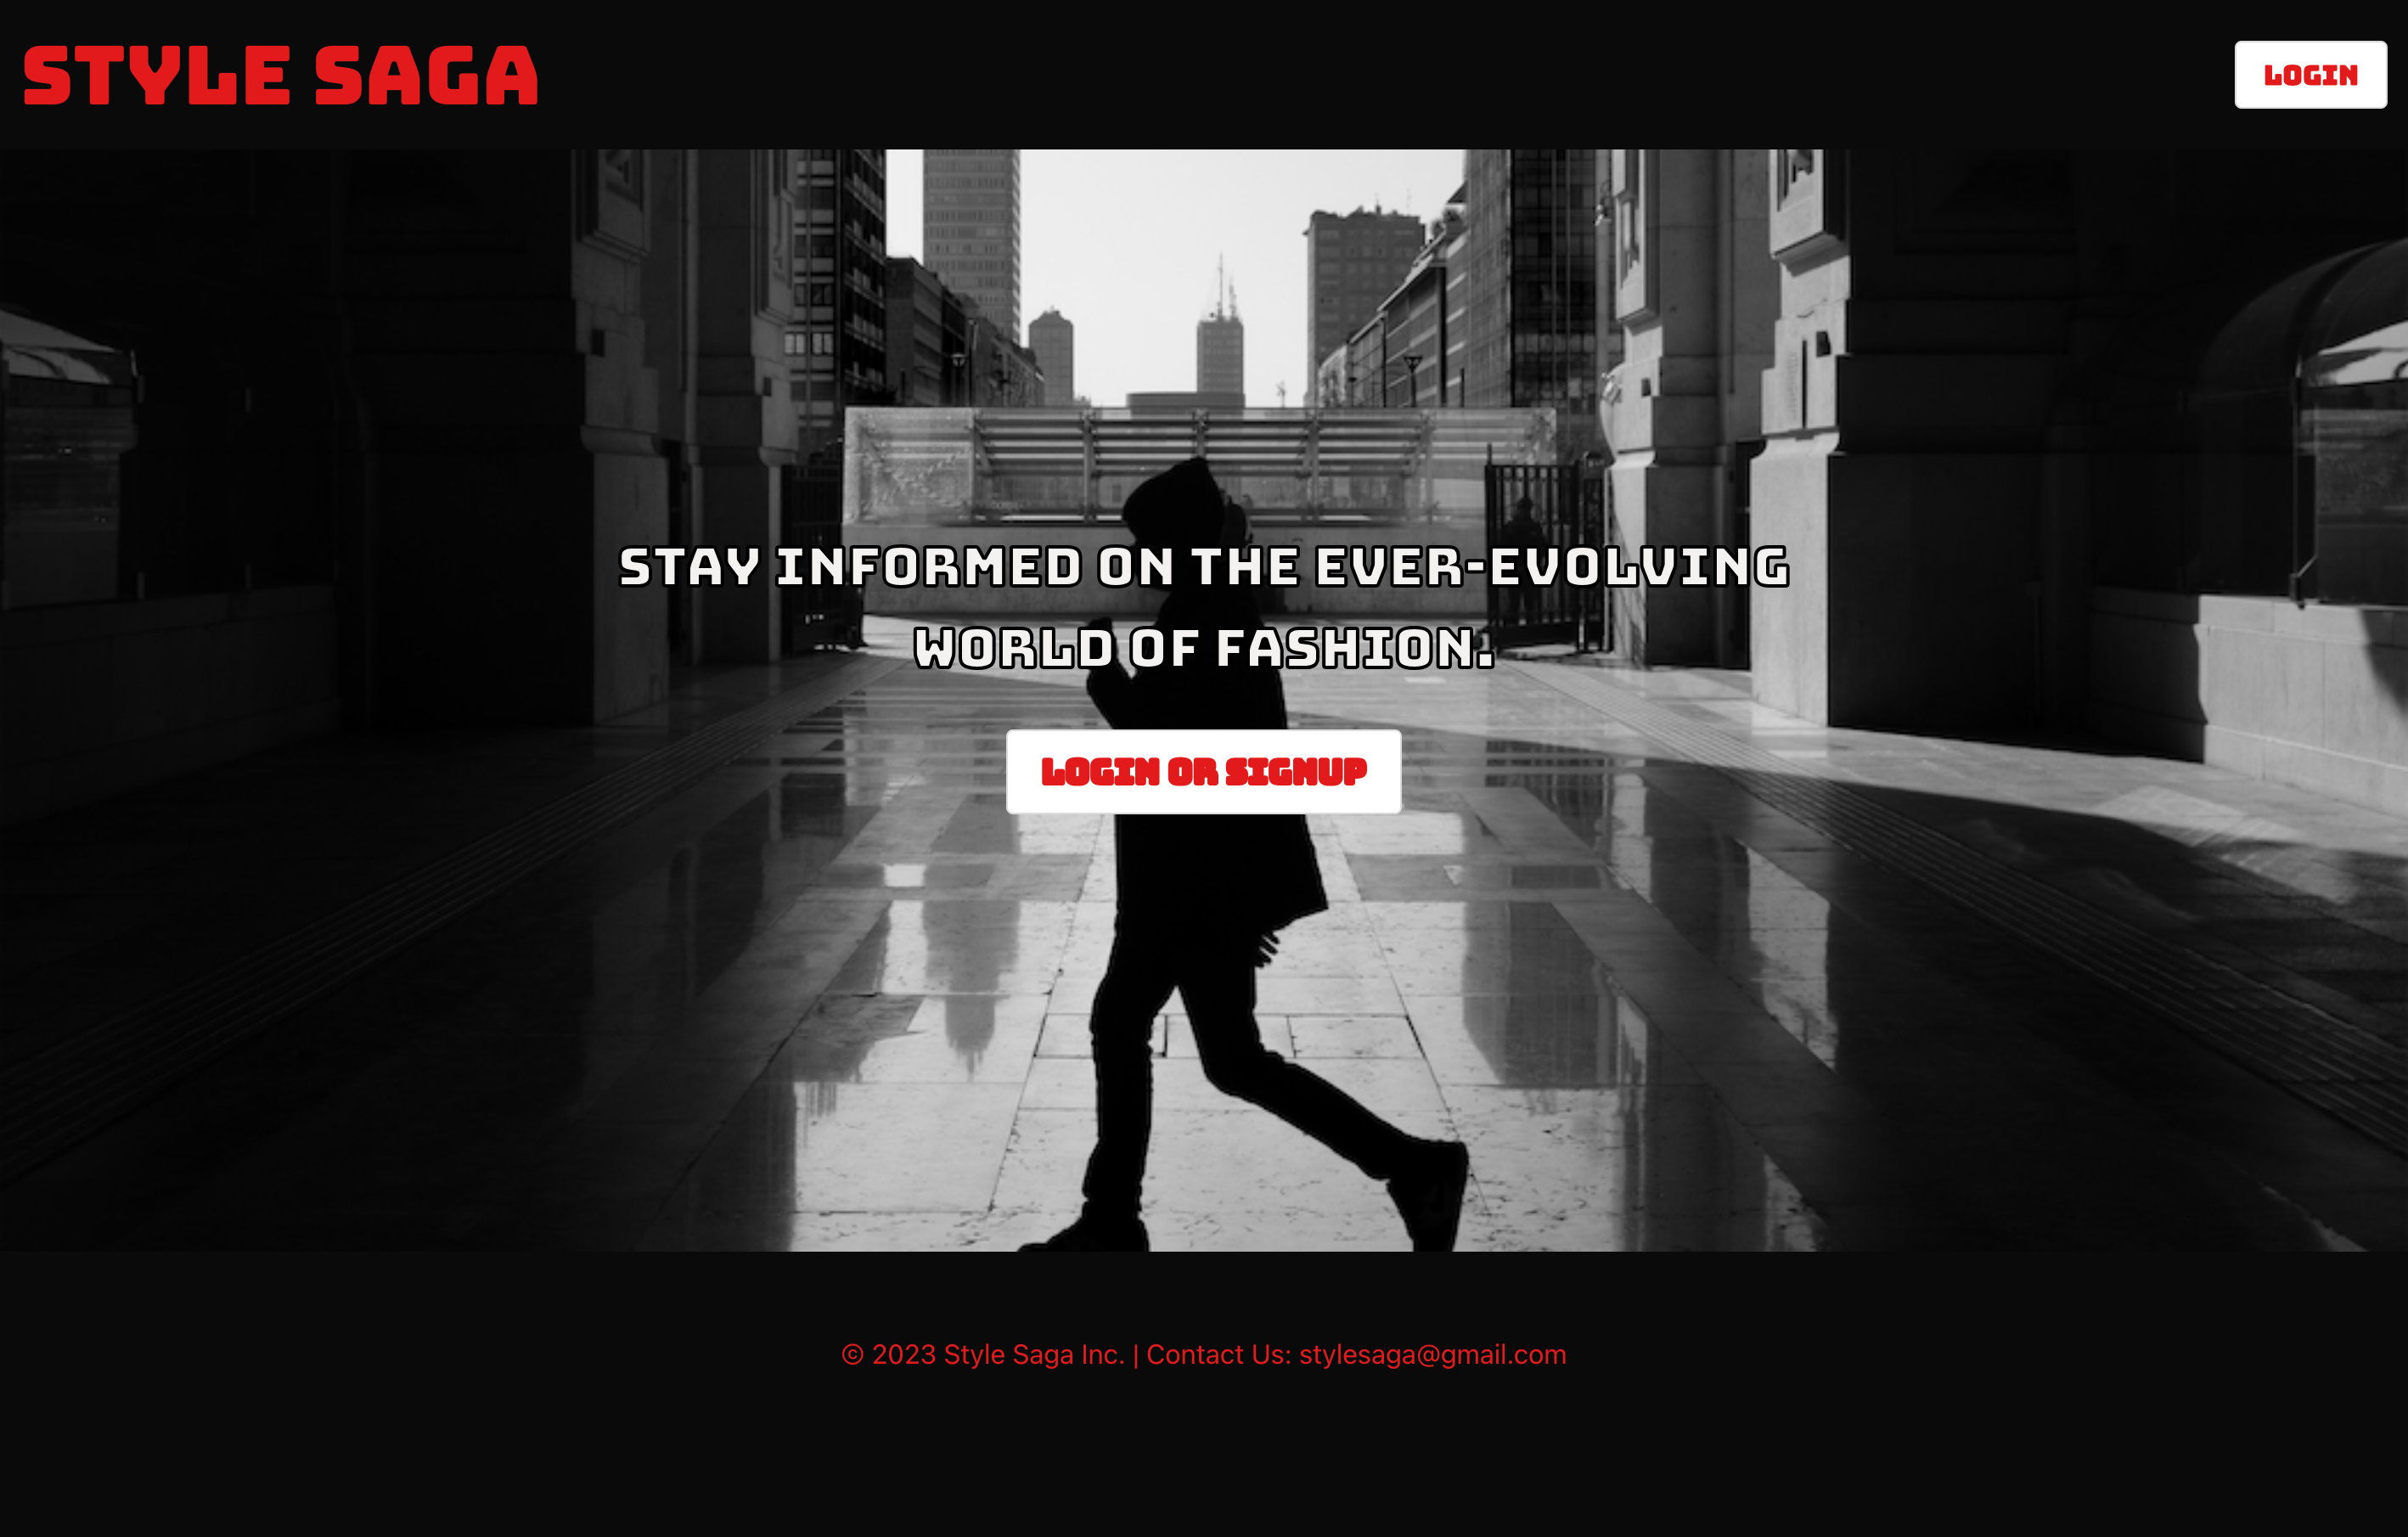 STYLE SAGA
LOGIN
STAY INFORMED ON THE EVER-EVOLVING
WORLD OF FASHION.
LOGIN OR SIGNUP
© 2023 Style Saga Inc. | Contact Us: stylesaga@gmail.com